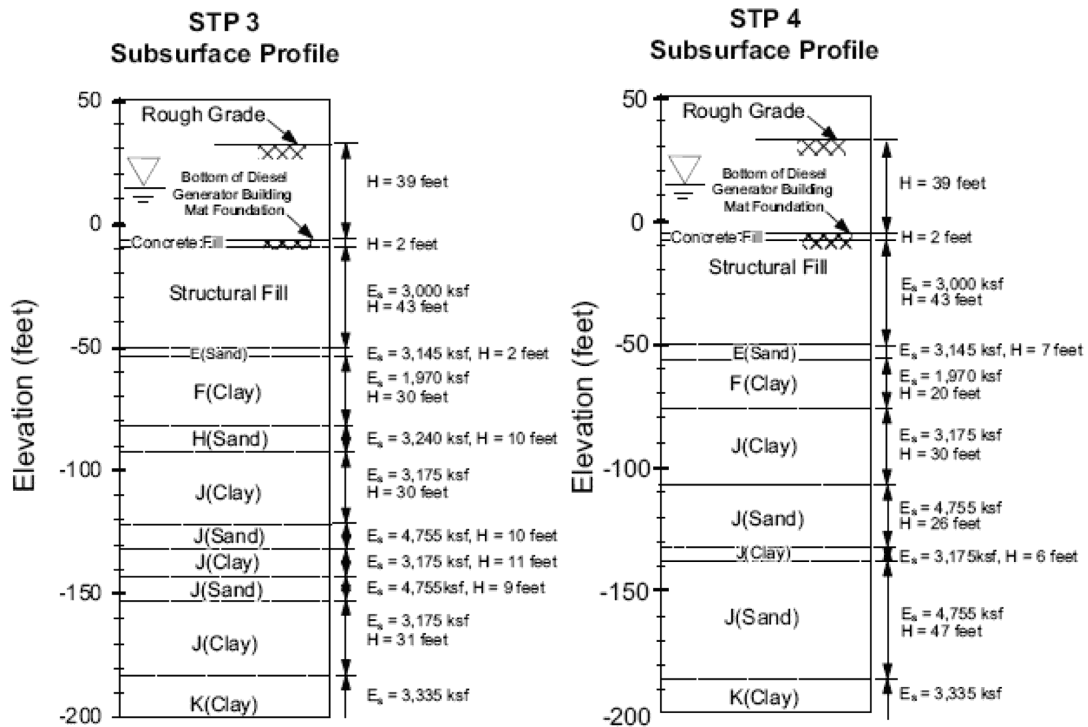 STP 3
Subsurface Profile
50
0
-50
-100
-150
-200
Elevation (feet)
Rough Grade
Bottom of Diesel
Generator Building
Mat Foundation
Concrete Fill
Structural Fill
E(Sand)
F(Clay)
H(Sand)
J(Clay)
J(Sand)
J(Clay)
J(Sand)
J(Clay)
K(Clay)
H = 39 feet
H = 2 feet
Es = 3,000 ksf
H = 43 feet
Es = 3,145 ksf, H = 2 feet
Es = 1,970 ksf
H = 30 feet
Es = 3,240 ksf, H = 10 feet
Es = 3,175 ksf
H = 30 feet
Es = 4,755 ksf, H = 10 feet
Es = 3,175 ksf, H = 11 feet
Es = 4,755ksf, H = 9 feet
Es = 3,175 ksf
H = 31 feet
Es = 3,335 ksf
STP 4
Subsurface Profile
50
0
-50
-100
-150
-200
Elevation (feet)
Rough Grade
Bottom of Diesel
Generator Building
Mat Foundation
Concrete Fill
Structural Fill
E(Sand)
F(Clay)
J(Clay)
J(Sand)
J(Clay)
J(Sand)
K(Clay)
H = 39 feet
H = 2 feet
Es = 3,000 ksf
H = 43 feet
Es = 3,145 ksf, H = 7 feet
Es = 1,970 ksf
H = 20 feet
Es = 3,175 ksf
H = 30 feet
Es = 4,755 ksf
H = 26 feet
Es = 3,175ksf, H = 6 feet
Es = 4,755 ksf
H = 47 feet
Es = 3,335 ksf